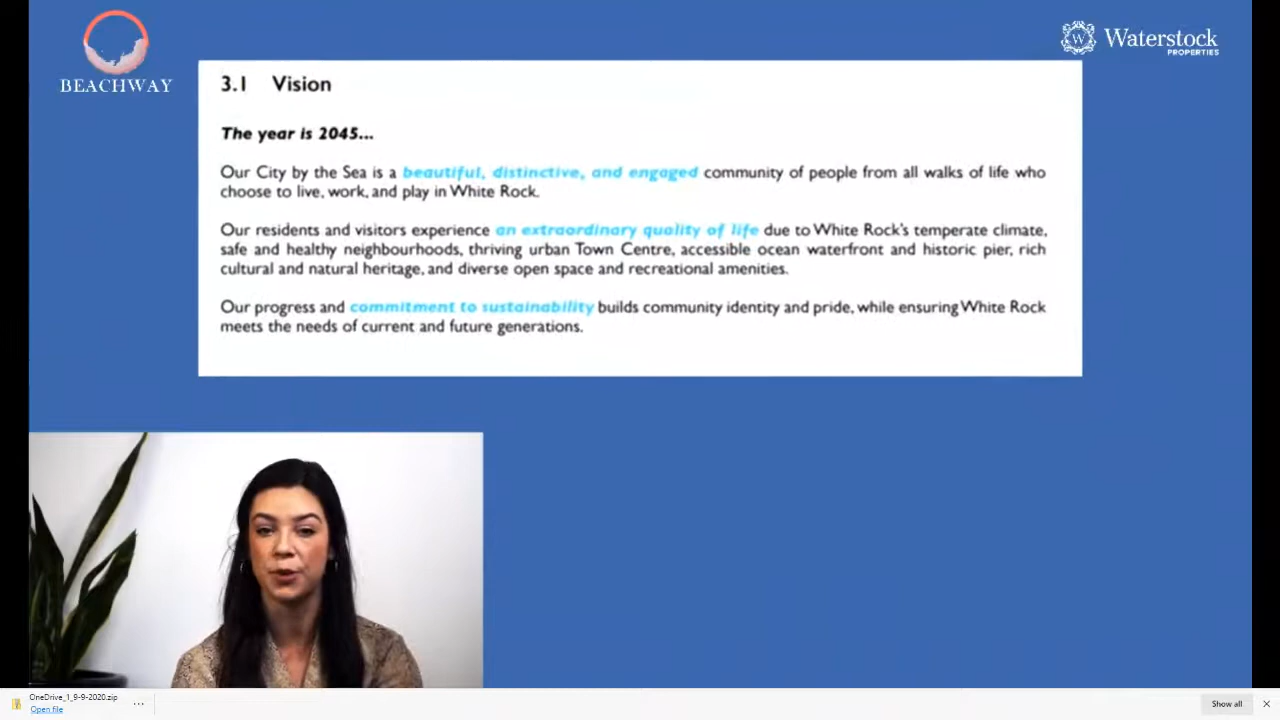 BEACHWAY
W
Waterstock
PROPERTIES
3.1 Vision
The year is 2045...
Our City by the Sea is a beautiful, distinctive, and engaged community of people from all walks of life who
choose to live, work, and play in White Rock.
Our residents and visitors experience an extraordinary quality of life due to White Rock's temperate climate,
safe and healthy neighbourhoods, thriving urban Town Centre, accessible ocean waterfront and historic pier, rich
cultural and natural heritage, and diverse open space and recreational amenities.
Our progress and commitment to sustainability builds community identity and pride, while ensuring White Rock
meets the needs of current and future generations.
OneDrive_1_9-9-2020.zip
Open file
Show all